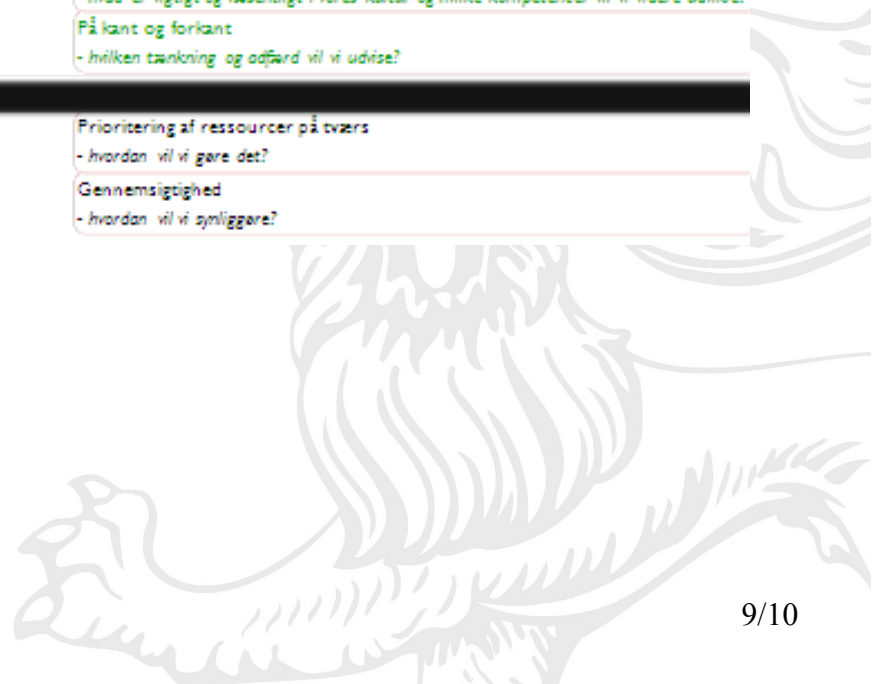 På kant og forkant
- hvilken tænkning og adfærd vil vi udvise?
Prioritering af ressourcer på tværs
- hvordan vil vi gøre det?
Gennemsigtighed
- hvordan vil vi synliggøre?
9/10